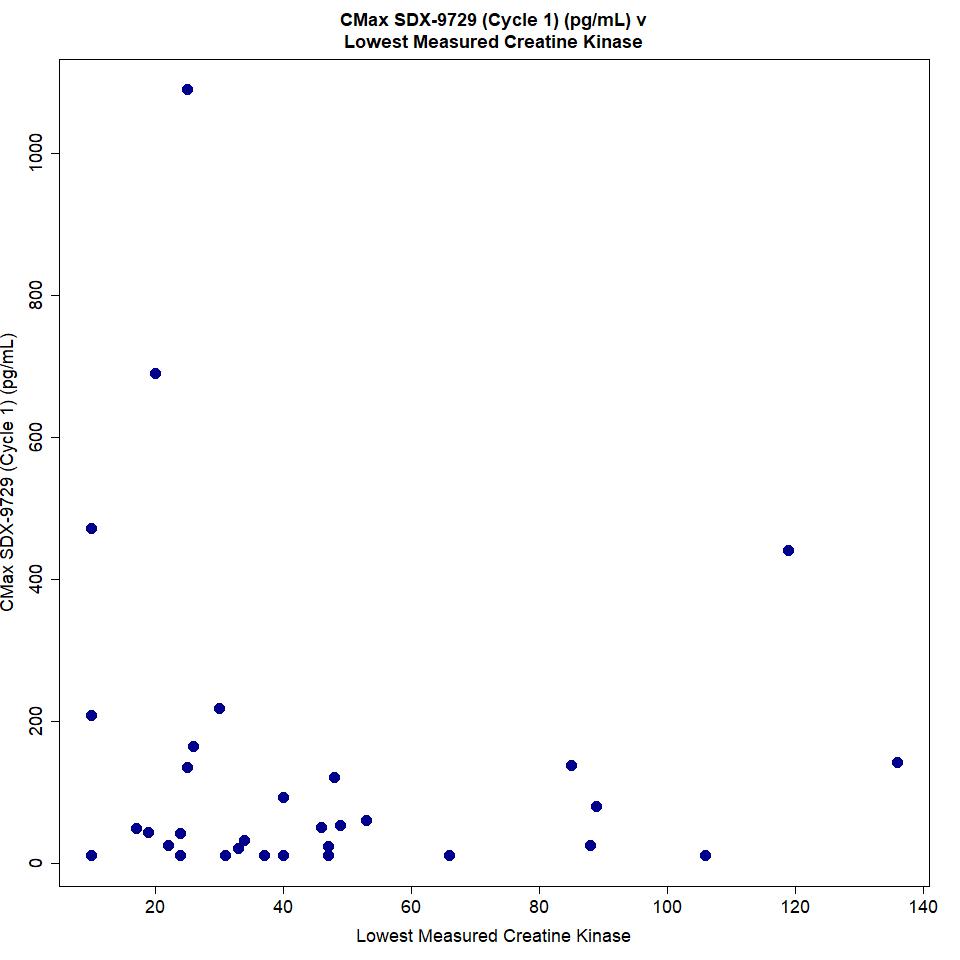 CMax SDX-9729 (Cycle 1) (pg/mL) v
Lowest Measured Creatine Kinase
CMax SDX-9729 (Cycle 1) (pg/mL)
1000
800
600
400
200
0
20 40 60 80 100 120 140
Lowest Measured Creatine Kinase